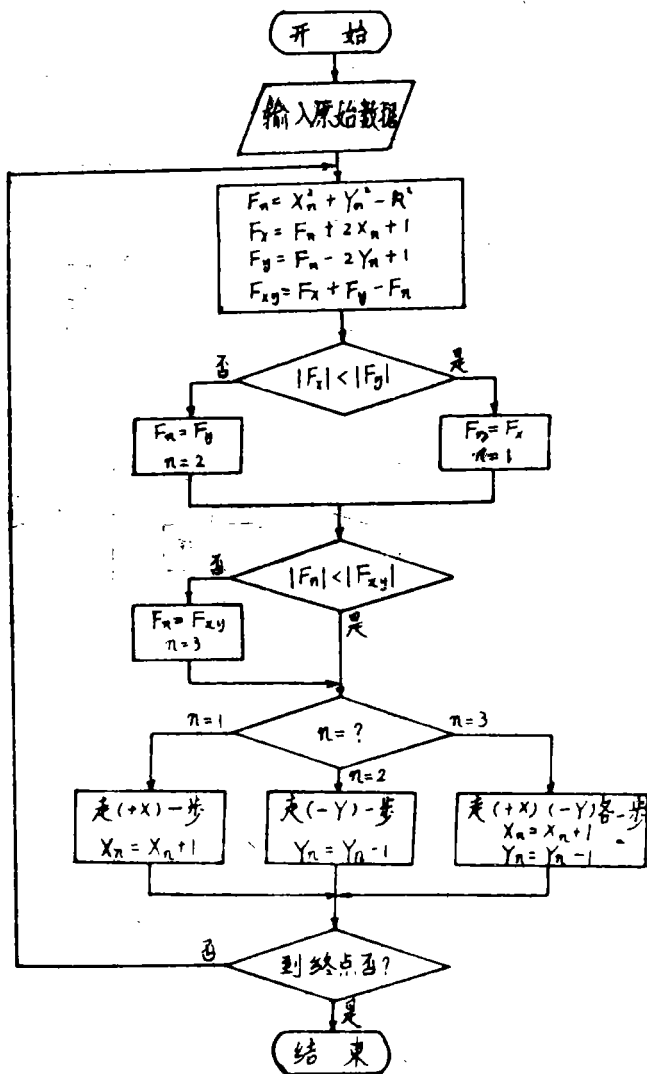 开 始
输入原始数据
Fn = Xn² + Yn² - R²
Fx = Fn + 2Xn + 1
Fy = Fn - 2Yn + 1
Fxy = Fx + Fy - Fn
否
|Fx| < |Fy|
是
Fn = Fy
n = 2
Fn = Fx
n = 1
否
|Fn| < |Fxy|
是
Fn = Fxy
n = 3
n = 1
n = ?
n = 3
n = 2
走(+X)一步
Xn = Xn + 1
走(-Y)一步
Yn = Yn - 1
走(+X)(-Y)各一步
Xn = Xn + 1
Yn = Yn - 1
否
到终点否?
是
结 束